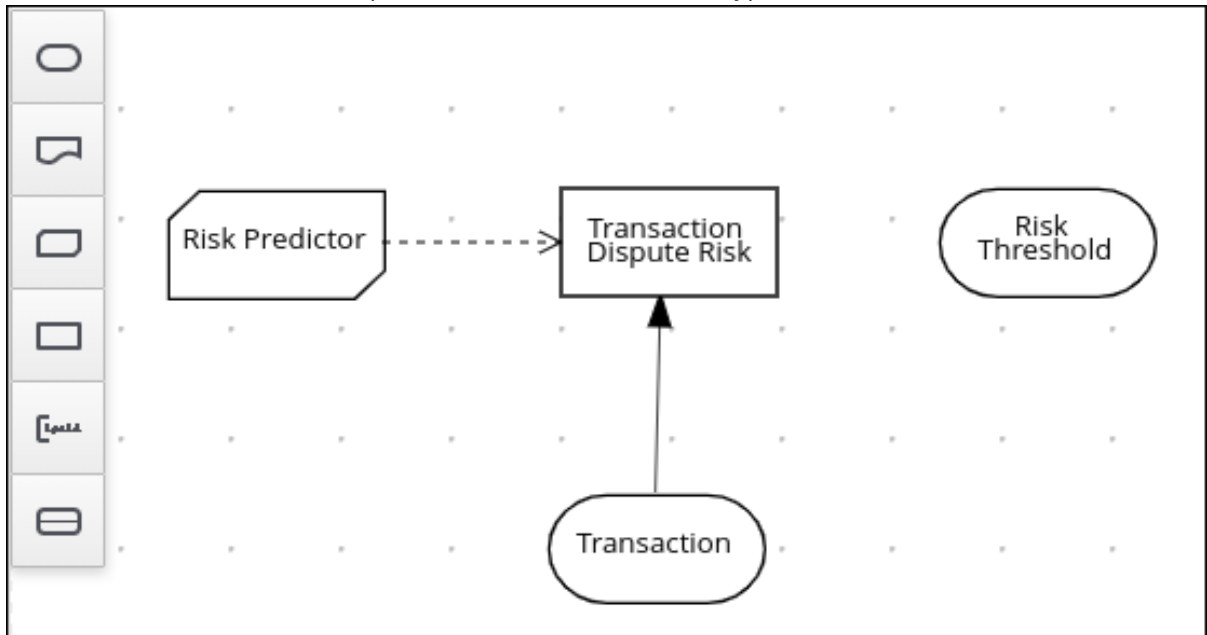 Risk Predictor
Transaction
Dispute Risk
Risk
Threshold
Transaction